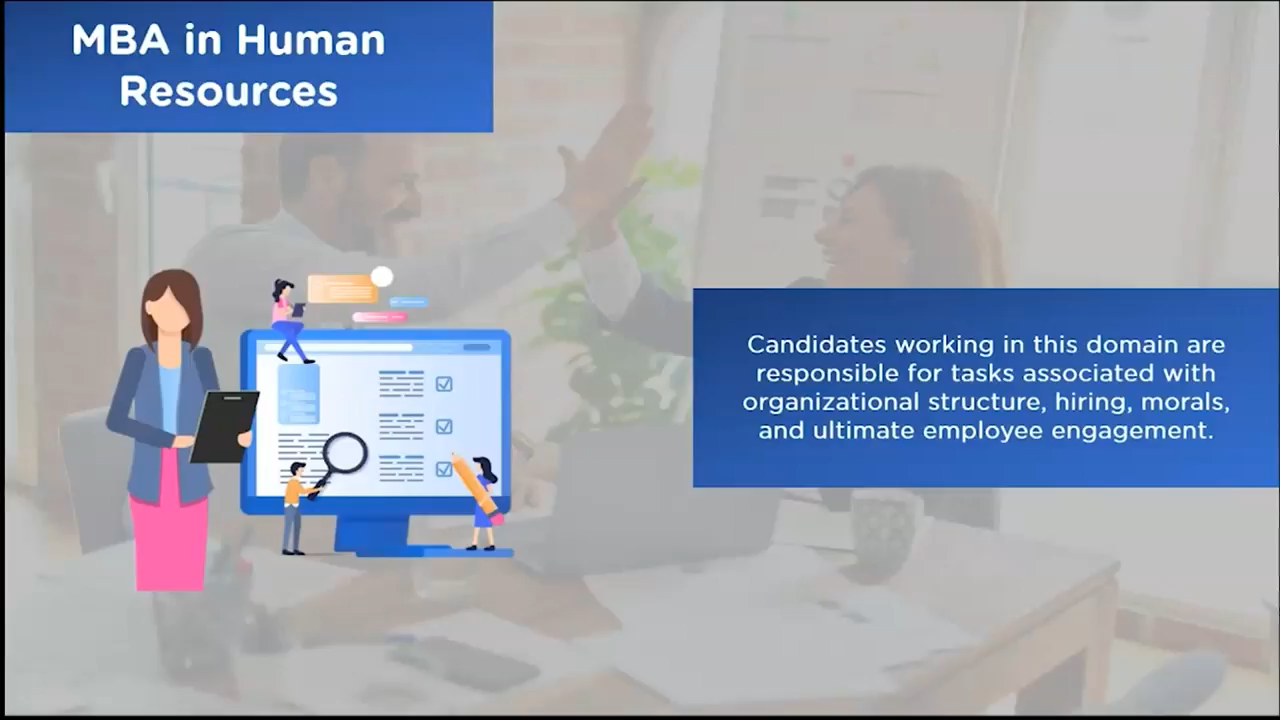 MBA in Human
Resources
Candidates working in this domain are
responsible for tasks associated with
organizational structure, hiring, morals,
and ultimate employee engagement.